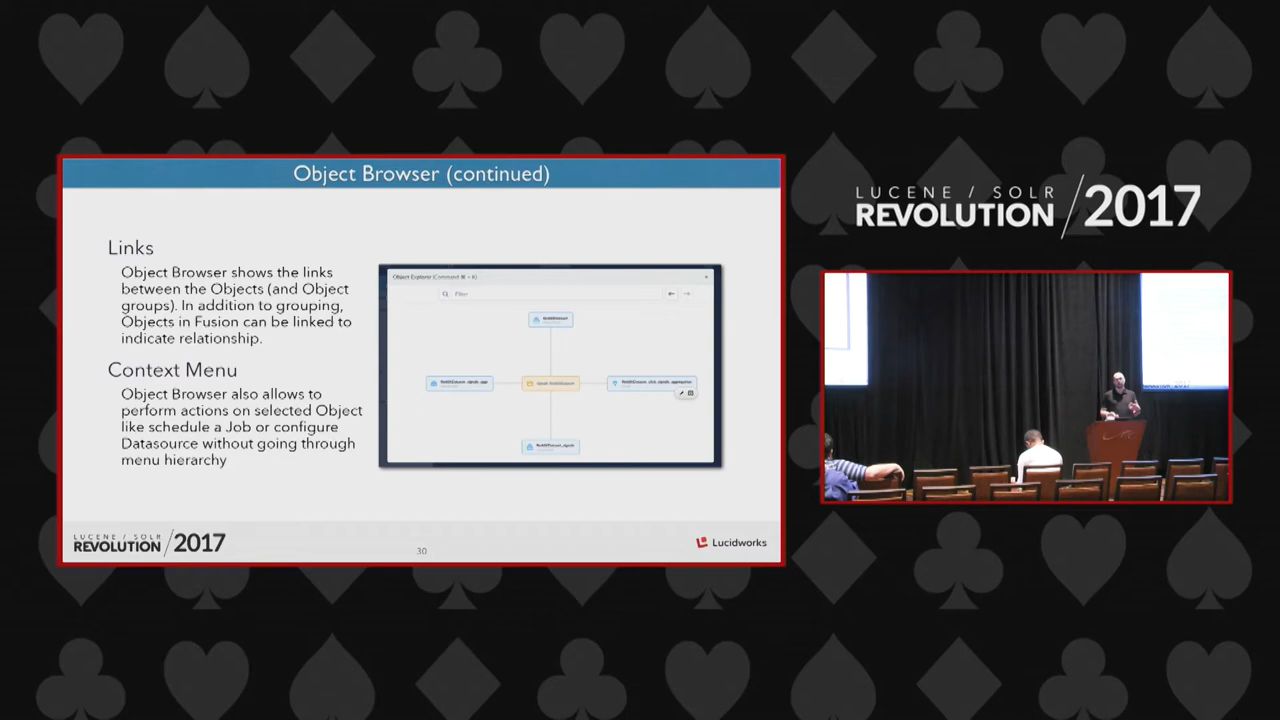 Object Browser (continued)
Links
Object Browser shows the links
between the Objects (and Object
groups). In addition to grouping,
Objects in Fusion can be linked to
indicate relationship.
Context Menu
Object Browser also allows to
perform actions on selected Object
like schedule a Job or configure
Datasource without going through
menu hierarchy
Object Explorer (Command ⌘ + K)
Filter
LUCENE / SOLR
REVOLUTION /2017
30
Lucidworks
LUCENE / SOLR
REVOLUTION /2017